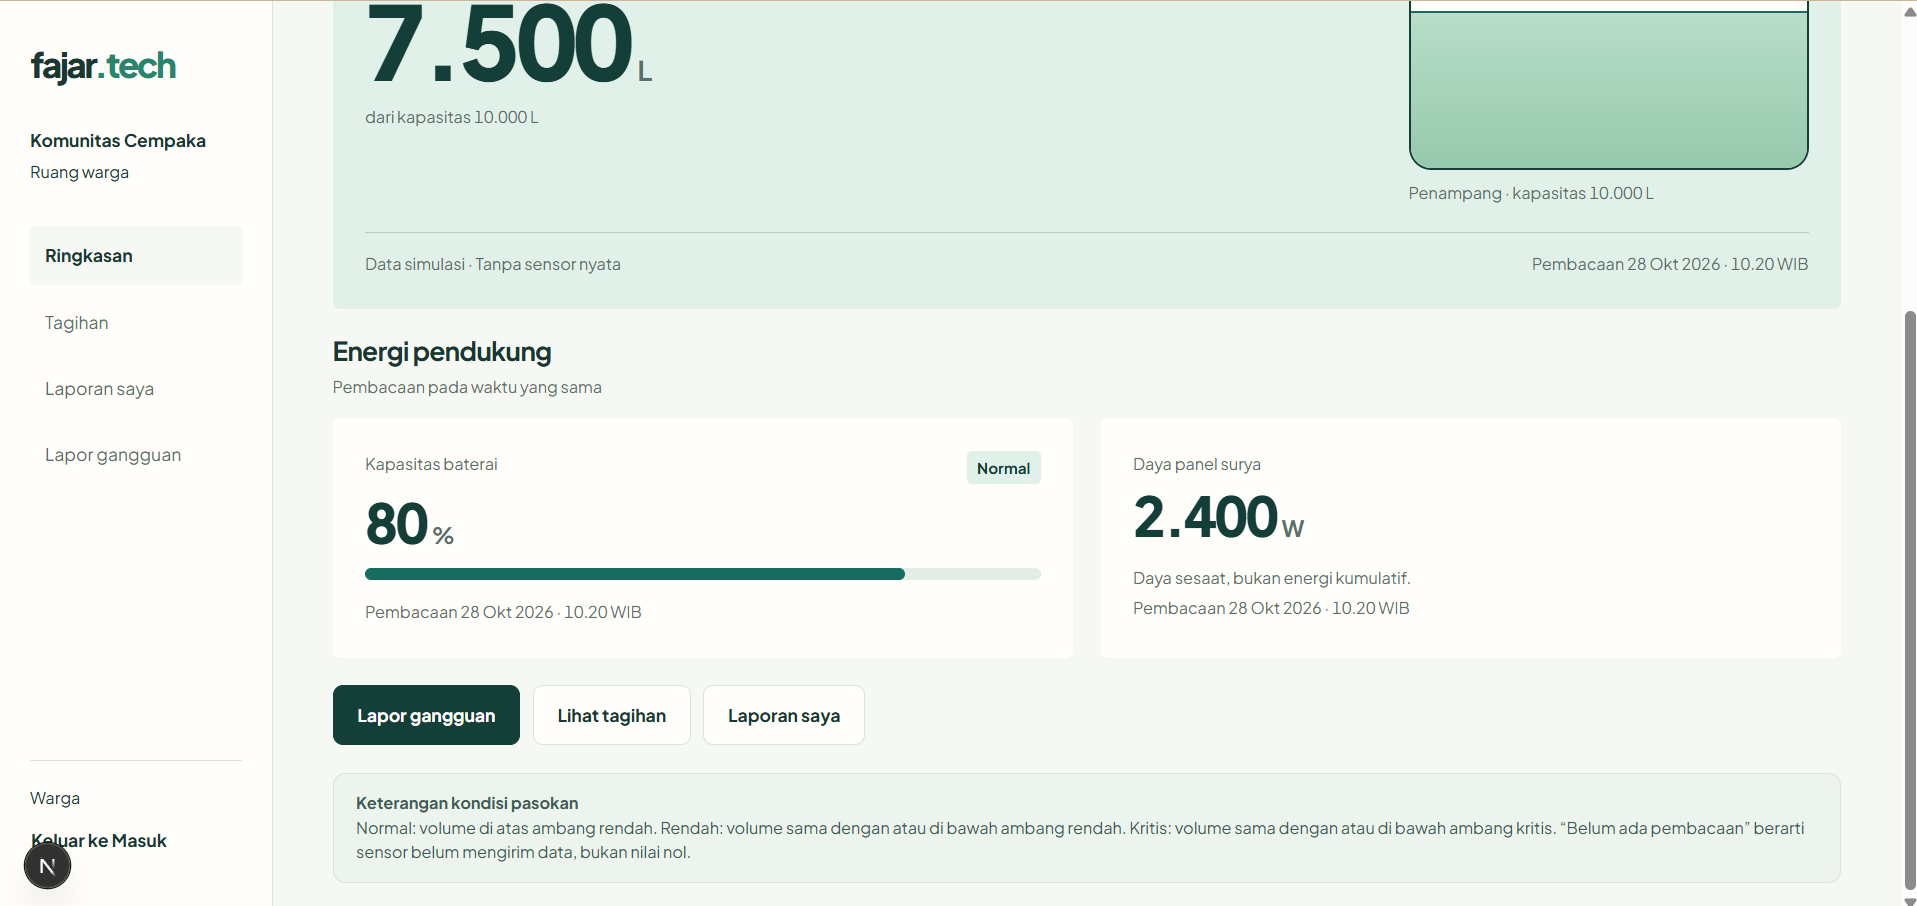 fajar.tech
Komunitas Cempaka
Ruang warga
Ringkasan
Tagihan
Laporan saya
Lapor gangguan
Warga
Keluar ke Masuk
N
7.500 L
dari kapasitas 10.000 L
Penampang · kapasitas 10.000 L
Data simulasi · Tanpa sensor nyata
Pembacaan 28 Okt 2026 · 10.20 WIB
Energi pendukung
Pembacaan pada waktu yang sama
Kapasitas baterai
Normal
80 %
Pembacaan 28 Okt 2026 · 10.20 WIB
Daya panel surya
2.400 W
Daya sesaat, bukan energi kumulatif.
Pembacaan 28 Okt 2026 · 10.20 WIB
Lapor gangguan
Lihat tagihan
Laporan saya
Keterangan kondisi pasokan
Normal: volume di atas ambang rendah. Rendah: volume sama dengan atau di bawah ambang rendah. Kritis: volume sama dengan atau di bawah ambang kritis. “Belum ada pembacaan” berarti
sensor belum mengirim data, bukan nilai nol.